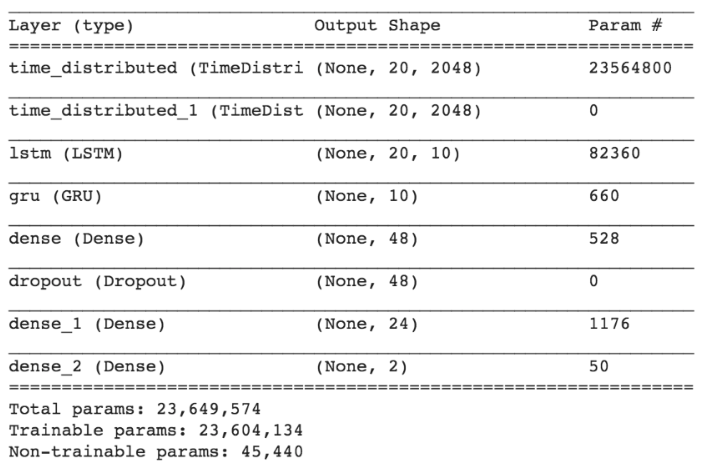 Layer (type) Output Shape Param #
time_distributed (TimeDistri (None, 20, 2048) 23564800
time_distributed_1 (TimeDist (None, 20, 2048) 0
lstm (LSTM) (None, 20, 10) 82360
gru (GRU) (None, 10) 660
dense (Dense) (None, 48) 528
dropout (Dropout) (None, 48) 0
dense_1 (Dense) (None, 24) 1176
dense_2 (Dense) (None, 2) 50
Total params: 23,649,574
Trainable params: 23,604,134
Non-trainable params: 45,440